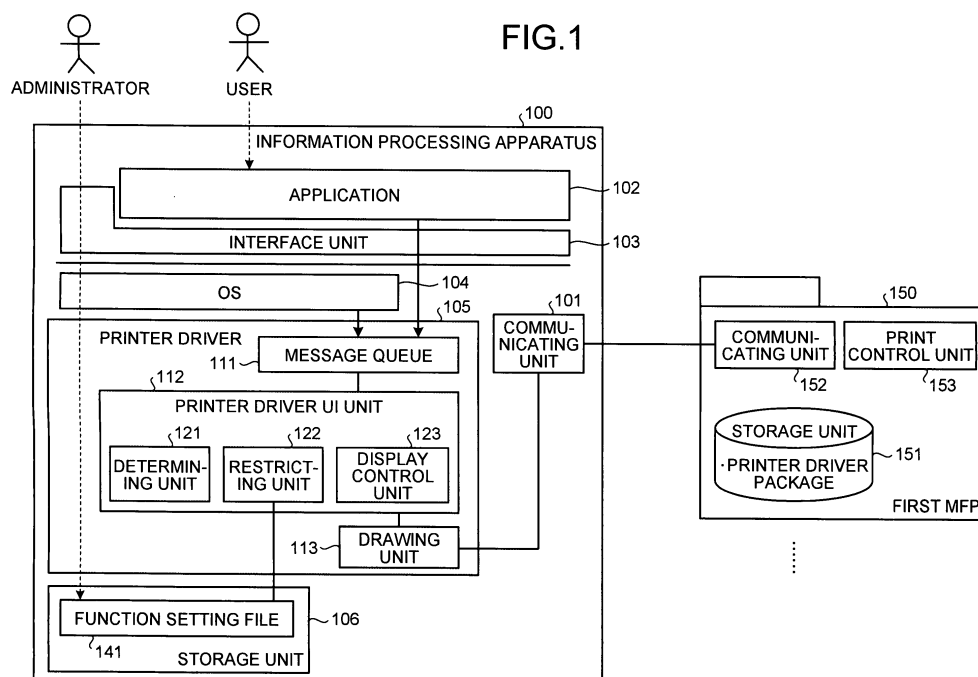 FIG.1
ADMINISTRATOR
USER
100
INFORMATION PROCESSING APPARATUS
APPLICATION
102
INTERFACE UNIT
103
OS
104
105
PRINTER DRIVER
MESSAGE QUEUE
111
112
PRINTER DRIVER UI UNIT
121
122
123
DETERMIN-
ING UNIT
RESTRICT-
ING UNIT
DISPLAY
CONTROL
UNIT
113
DRAWING
UNIT
101
COMMU-
NICATING
UNIT
FUNCTION SETTING FILE
106
141
STORAGE UNIT
150
COMMUNI-
CATING UNIT
152
PRINT
CONTROL UNIT
153
STORAGE UNIT
·PRINTER DRIVER
PACKAGE
151
FIRST MFP